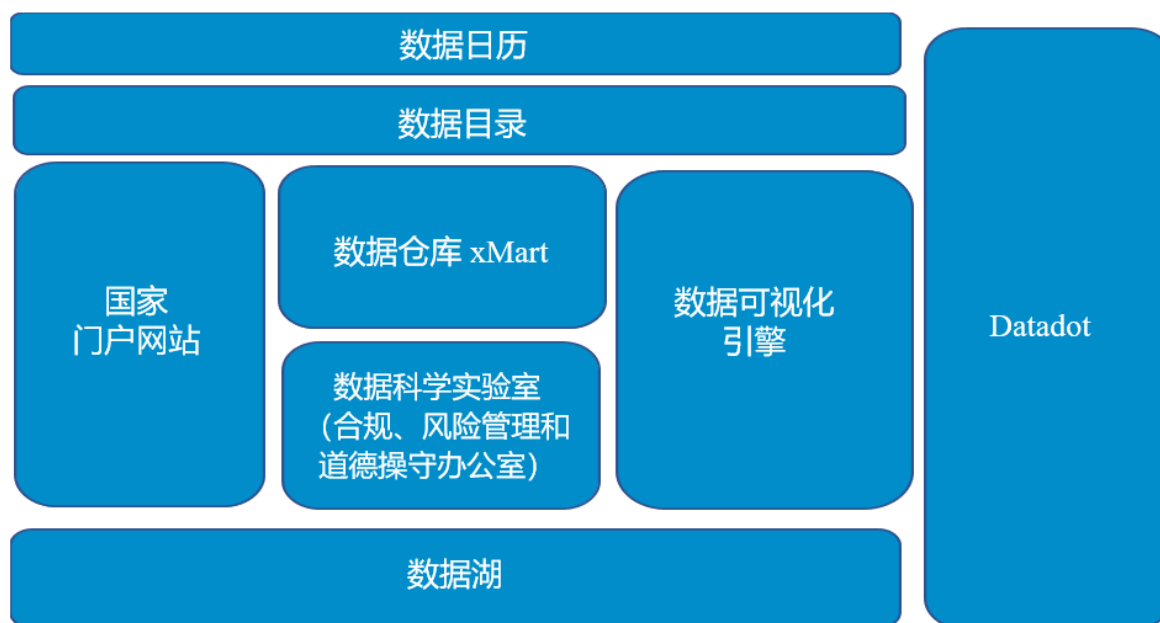 数据日历
数据目录
国家
门户网站
数据仓库 xMart
数据科学实验室
（合规、风险管理和
道德操守办公室）
数据可视化
引擎
Datadot
数据湖